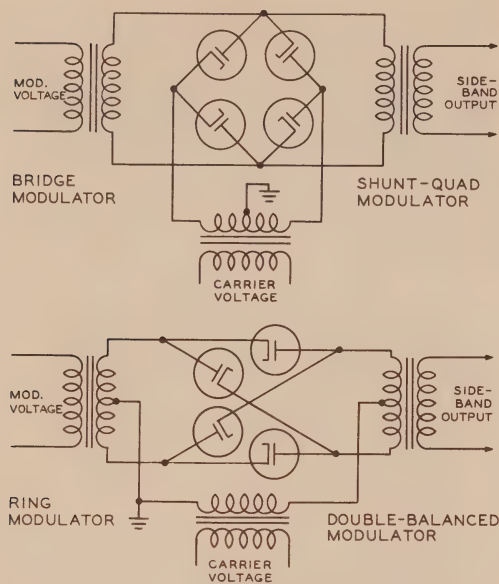 MOD.
VOLTAGE
SIDE-
BAND
OUTPUT
BRIDGE
MODULATOR
SHUNT-QUAD
MODULATOR
CARRIER
VOLTAGE
MOD.
VOLTAGE
SIDE-
BAND
OUTPUT
RING
MODULATOR
DOUBLE-BALANCED
MODULATOR
CARRIER
VOLTAGE